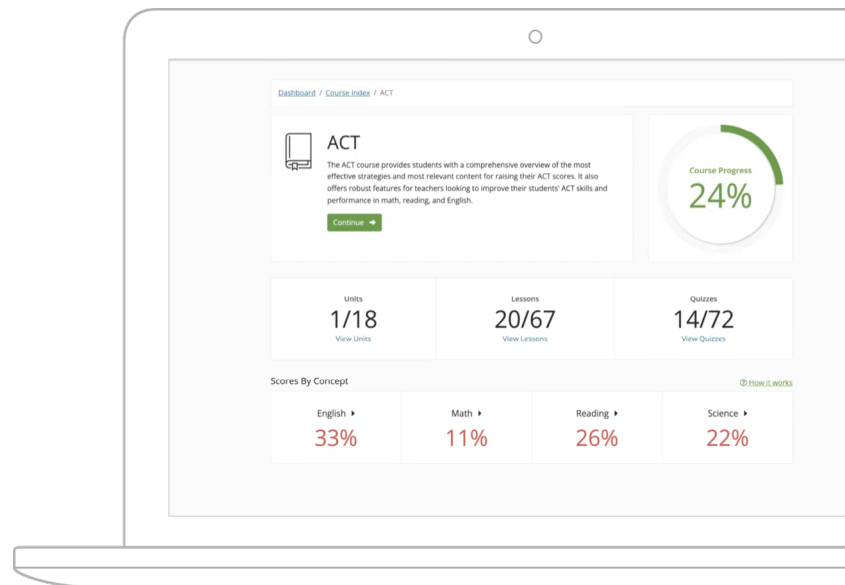 Dashboard / Course Index / ACT
ACT
The ACT course provides students with a comprehensive overview of the most
effective strategies and most relevant content for raising their ACT scores. It also
offers robust features for teachers looking to improve their students' ACT skills and
performance in math, reading, and English.
Continue
Course Progress
24%
Units
1/18
View Units
Lessons
20/67
View Lessons
Quizzes
14/72
View Quizzes
Scores By Concept
How it works
English
33%
Math
11%
Reading
26%
Science
22%